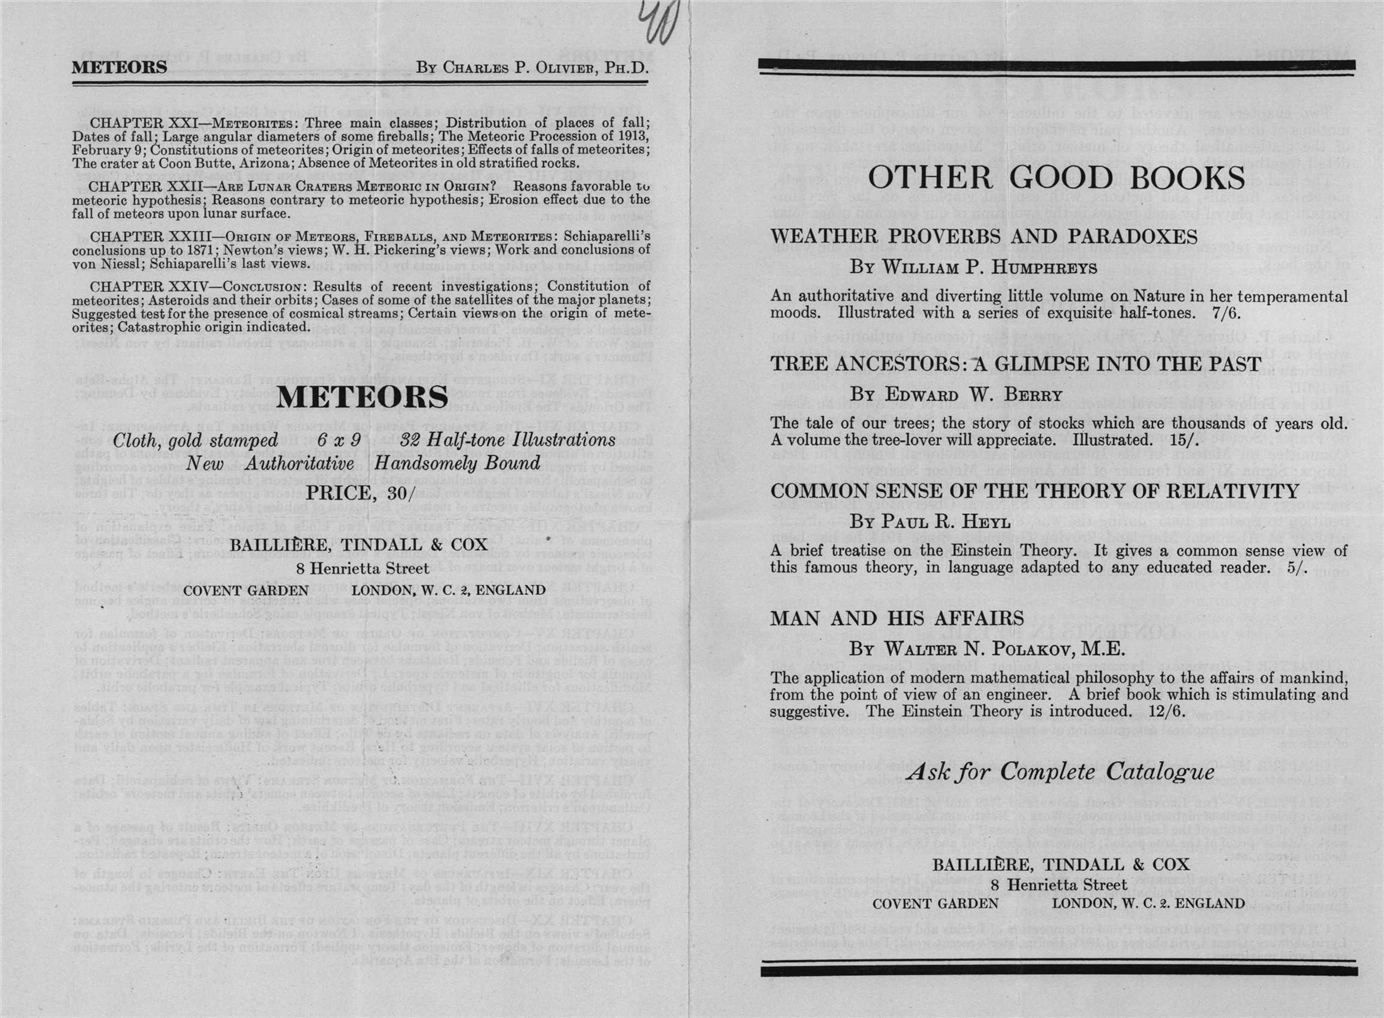 40
METEORS By Charles P. Olivier, Ph.D.
CHAPTER XXI—Meteorites: Three main classes; Distribution of places of fall;
Dates of fall; Large angular diameters of some fireballs; The Meteoric Procession of 1913,
February 9; Constitutions of meteorites; Origin of meteorites; Effects of falls of meteorites;
The crater at Coon Butte, Arizona; Absence of Meteorites in old stratified rocks.
CHAPTER XXII—Are Lunar Craters Meteoric in Origin? Reasons favorable to
meteoric hypothesis; Reasons contrary to meteoric hypothesis; Erosion effect due to the
fall of meteors upon lunar surface.
CHAPTER XXIII—Origin of Meteors, Fireballs, and Meteorites: Schiaparelli's
conclusions up to 1871; Newton's views; W. H. Pickering's views; Work and conclusions of
von Niessl; Schiaparelli's last views.
CHAPTER XXIV—Conclusion: Results of recent investigations; Constitution of
meteorites; Asteroids and their orbits; Cases of some of the satellites of the major planets;
Suggested test for the presence of cosmical streams; Certain views on the origin of mete-
orites; Catastrophic origin indicated.
METEORS
Cloth, gold stamped 6 x 9 32 Half-tone Illustrations
New Authoritative Handsomely Bound
PRICE, 30/
BAILLIÈRE, TINDALL & COX
8 Henrietta Street
COVENT GARDEN LONDON, W. C. 2, ENGLAND
OTHER GOOD BOOKS
WEATHER PROVERBS AND PARADOXES
By William P. Humphreys
An authoritative and diverting little volume on Nature in her temperamental
moods. Illustrated with a series of exquisite half-tones. 7/6.
TREE ANCESTORS: A GLIMPSE INTO THE PAST
By Edward W. Berry
The tale of our trees; the story of stocks which are thousands of years old.
A volume the tree-lover will appreciate. Illustrated. 15/.
COMMON SENSE OF THE THEORY OF RELATIVITY
By Paul R. Heyl
A brief treatise on the Einstein Theory. It gives a common sense view of
this famous theory, in language adapted to any educated reader. 5/.
MAN AND HIS AFFAIRS
By Walter N. Polakov, M.E.
The application of modern mathematical philosophy to the affairs of mankind,
from the point of view of an engineer. A brief book which is stimulating and
suggestive. The Einstein Theory is introduced. 12/6.
Ask for Complete Catalogue
BAILLIÈRE, TINDALL & COX
8 Henrietta Street
COVENT GARDEN LONDON, W. C. 2. ENGLAND